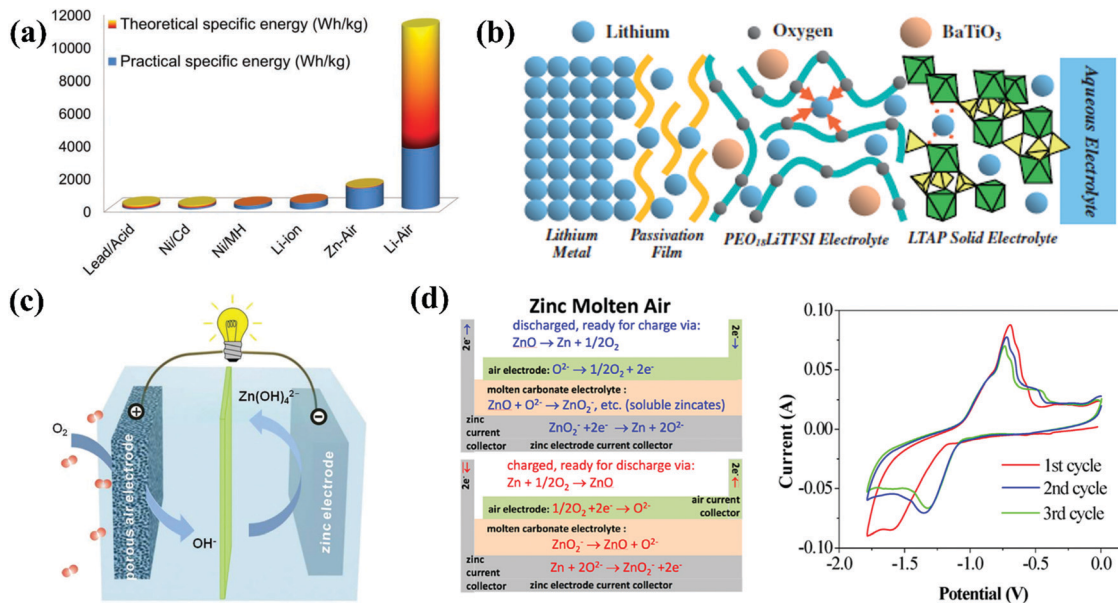 (a)
Theoretical specific energy (Wh/kg)
Practical specific energy (Wh/kg)
12000
10000
8000
6000
4000
2000
0
Lead/Acid
Ni/Cd
Ni/MH
Li-ion
Zn-Air
Li-Air
(b)
Lithium
Oxygen
BaTiO₃
Lithium
Metal
Passivation
Film
PEO₁₈LiTFSI Electrolyte
LTAP Solid Electrolyte
Aqueous Electrolyte
(c)
Zn(OH)₄²⁻
+
−
O₂
OH⁻
porous air electrode
zinc electrode
(d)
Zinc Molten Air
2e⁻→
discharged, ready for charge via:
ZnO → Zn + 1/2O₂
2e⁻→
air electrode: O²⁻ → 1/2O₂ + 2e⁻
molten carbonate electrolyte :
ZnO + O²⁻ → ZnO₂⁻, etc. (soluble zincates)
zinc
current
collector
ZnO₂⁻ +2e⁻ → Zn + 2O²⁻
zinc electrode current collector
2e⁻
charged, ready for discharge via:
Zn + 1/2O₂ → ZnO
2e⁻
air electrode: 1/2O₂ +2e⁻ → O²⁻
air current
collector
molten carbonate electrolyte :
ZnO₂⁻ → ZnO + O²⁻
zinc
current
collector
Zn + 2O²⁻ → ZnO₂⁻ +2e⁻
zinc electrode current collector
Current (A)
0.10
0.05
0.00
-0.05
-0.10
1st cycle
2nd cycle
3rd cycle
-2.0
-1.5
-1.0
-0.5
0.0
Potential (V)